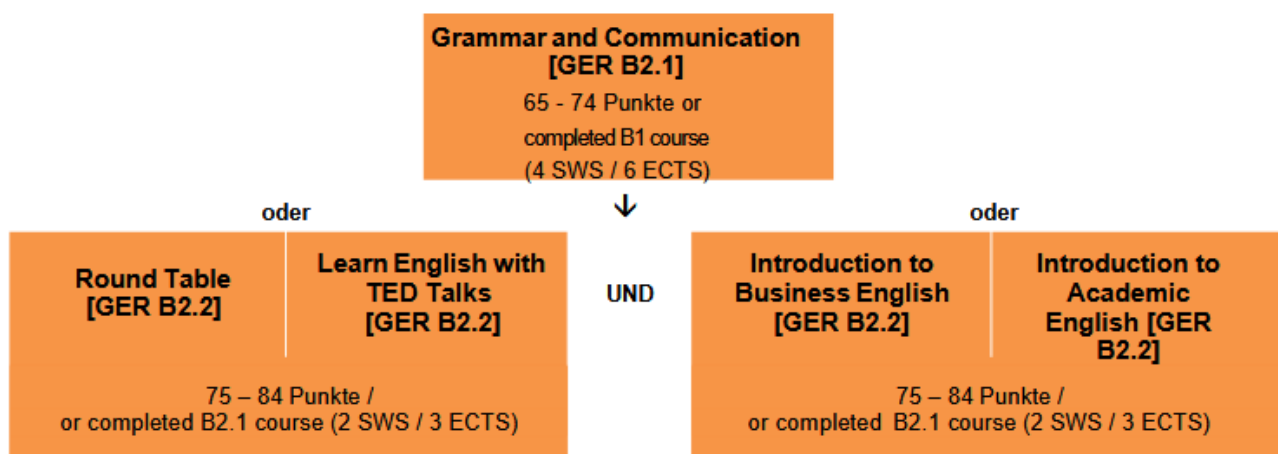 Grammar and Communication
[GER B2.1]
65 - 74 Punkte or
completed B1 course
(4 SWS / 6 ECTS)
oder
oder
Round Table
[GER B2.2]
Learn English with
TED Talks
[GER B2.2]
UND
Introduction to
Business English
[GER B2.2]
Introduction to
Academic
English [GER
B2.2]
75 – 84 Punkte /
or completed B2.1 course (2 SWS / 3 ECTS)
75 – 84 Punkte /
or completed B2.1 course (2 SWS / 3 ECTS)